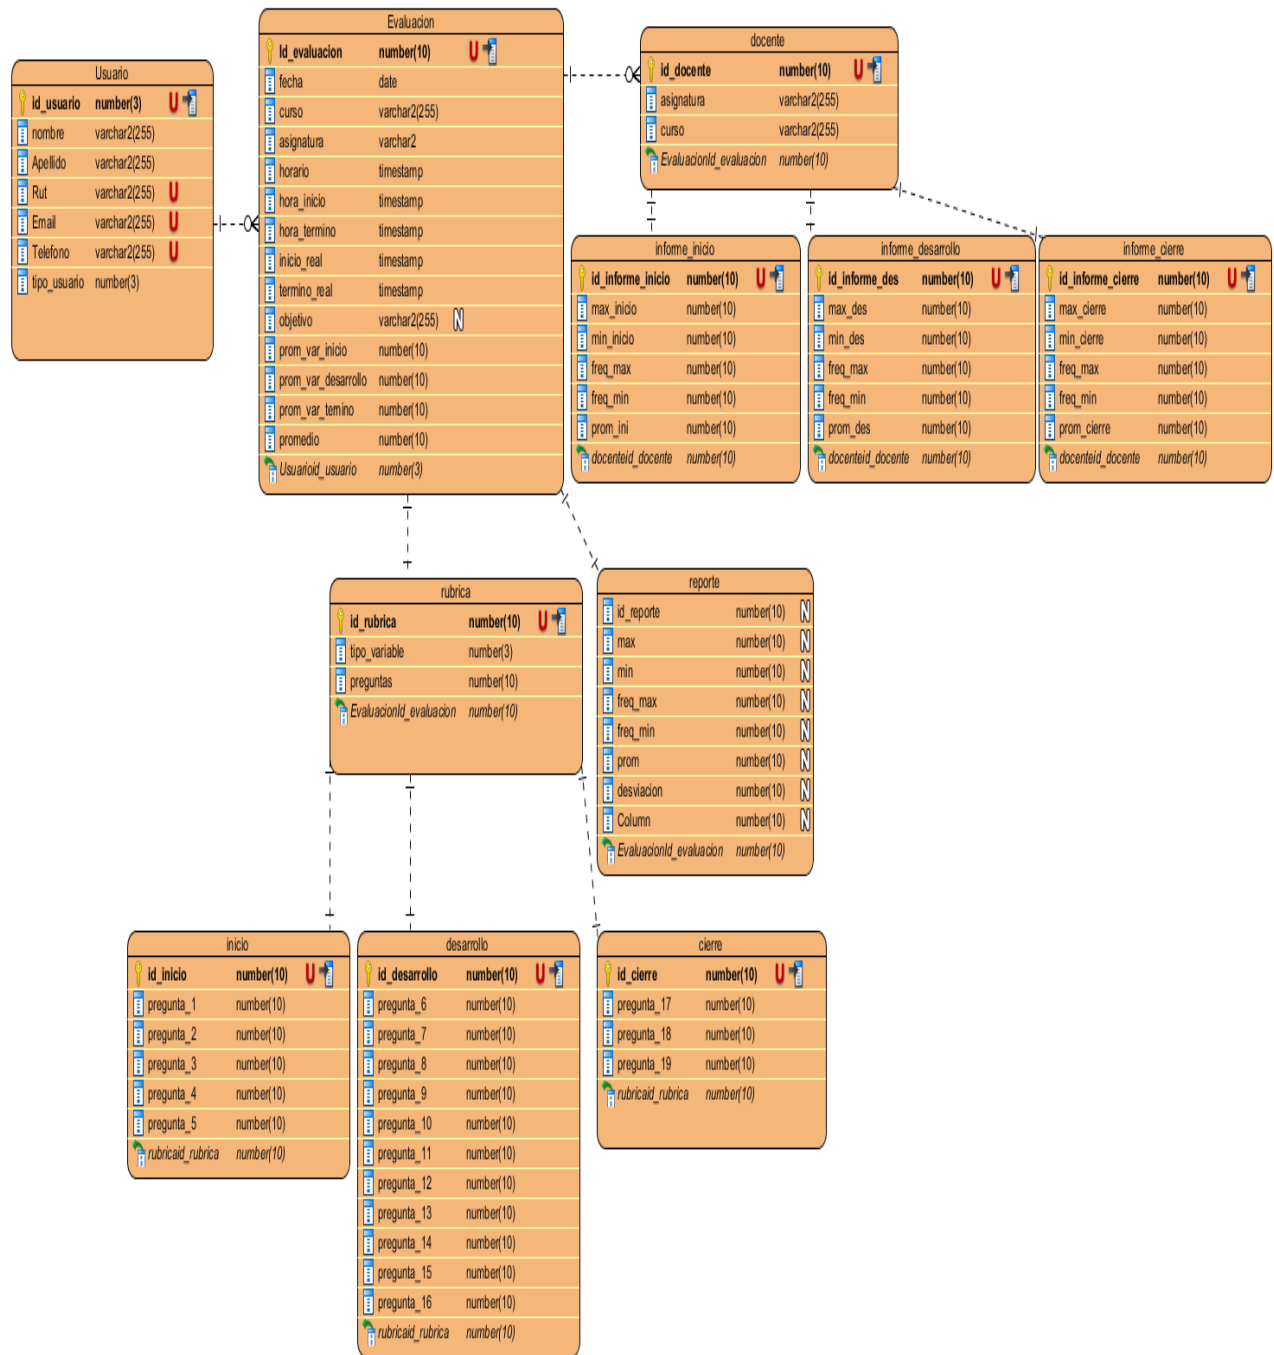 Usuario
id_usuario number(3) U
nombre varchar2(255)
Apellido varchar2(255)
Rut varchar2(255) U
Email varchar2(255) U
Telefono varchar2(255) U
tipo_usuario number(3)
Evaluacion
Id_evaluacion number(10) U
fecha date
curso varchar2(255)
asignatura varchar2
horario timestamp
hora_inicio timestamp
hora_termino timestamp
inicio_real timestamp
termino_real timestamp
objetivo varchar2(255) N
prom_var_inicio number(10)
prom_var_desarrollo number(10)
prom_var_temino number(10)
promedio number(10)
Usuarioid_usuario number(3)
docente
id_docente number(10) U
asignatura varchar2(255)
curso varchar2(255)
EvaluacionId_evaluacion number(10)
informe_inicio
id_informe_inicio number(10) U
max_inicio number(10)
min_inicio number(10)
freq_max number(10)
freq_min number(10)
prom_ini number(10)
docenteid_docente number(10)
informe_desarrollo
id_informe_des number(10) U
max_des number(10)
min_des number(10)
freq_max number(10)
freq_min number(10)
prom_des number(10)
docenteid_docente number(10)
informe_cierre
id_informe_cierre number(10) U
max_cierre number(10)
min_cierre number(10)
freq_max number(10)
freq_min number(10)
prom_cierre number(10)
docenteid_docente number(10)
rubrica
id_rubrica number(10) U
tipo_variable number(3)
preguntas number(10)
EvaluacionId_evaluacion number(10)
reporte
id_reporte number(10) N
max number(10) N
min number(10) N
freq_max number(10) N
freq_min number(10) N
prom number(10) N
desviacion number(10) N
Column number(10) N
EvaluacionId_evaluacion number(10)
inicio
id_inicio number(10) U
pregunta_1 number(10)
pregunta_2 number(10)
pregunta_3 number(10)
pregunta_4 number(10)
pregunta_5 number(10)
rubricaid_rubrica number(10)
desarrollo
id_desarrollo number(10) U
pregunta_6 number(10)
pregunta_7 number(10)
pregunta_8 number(10)
pregunta_9 number(10)
pregunta_10 number(10)
pregunta_11 number(10)
pregunta_12 number(10)
pregunta_13 number(10)
pregunta_14 number(10)
pregunta_15 number(10)
pregunta_16 number(10)
rubricaid_rubrica number(10)
cierre
id_cierre number(10) U
pregunta_17 number(10)
pregunta_18 number(10)
pregunta_19 number(10)
rubricaid_rubrica number(10)